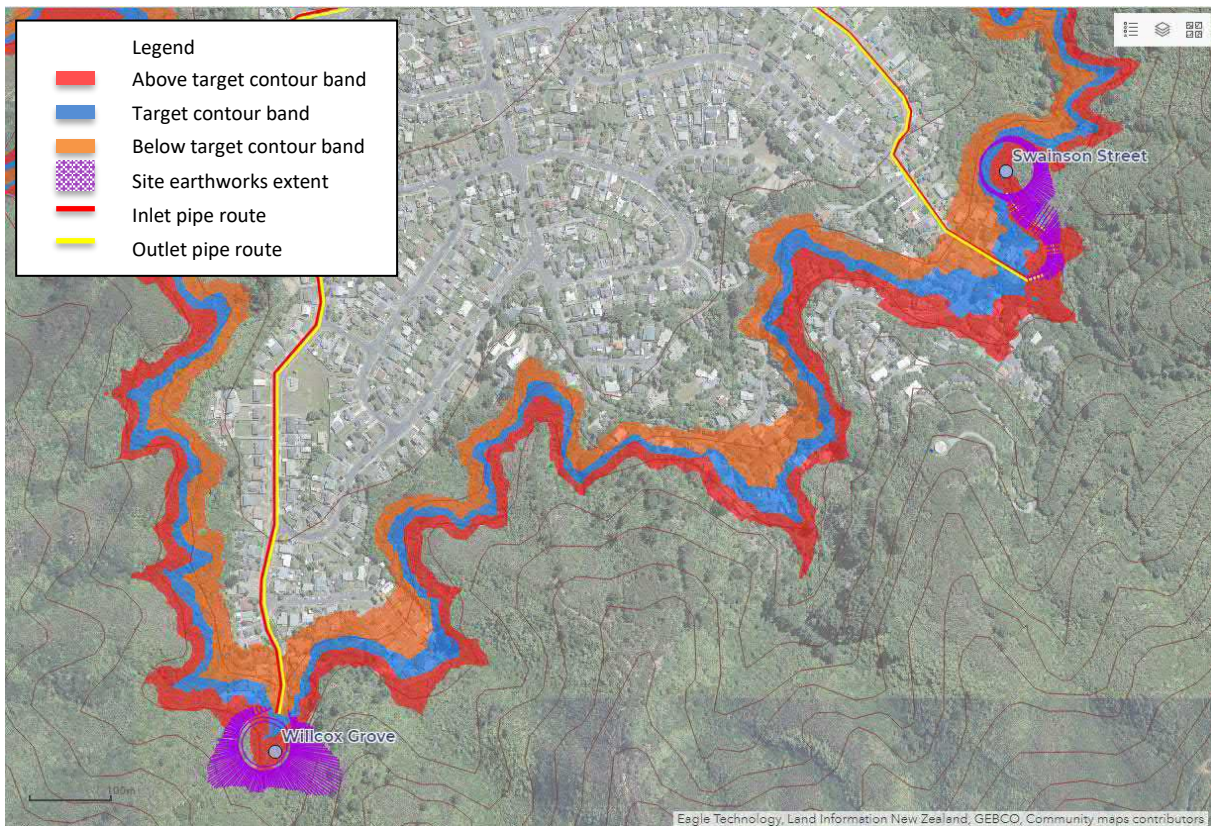 Legend
Above target contour band
Target contour band
Below target contour band
Site earthworks extent
Inlet pipe route
Outlet pipe route
Swainson Street
Willcox Grove
100m
Eagle Technology, Land Information New Zealand, GEBCO, Community maps contributors